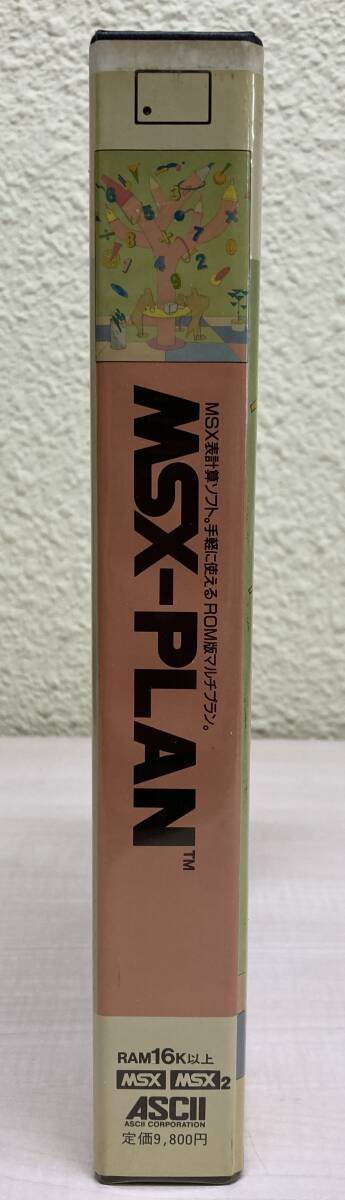 MSX表計算ソフト。手軽に使えるROM版マルチプラン。
MSX-PLAN™
RAM16K以上
MSX MSX2
ASCII
ASCII CORPORATION
定価9,800円